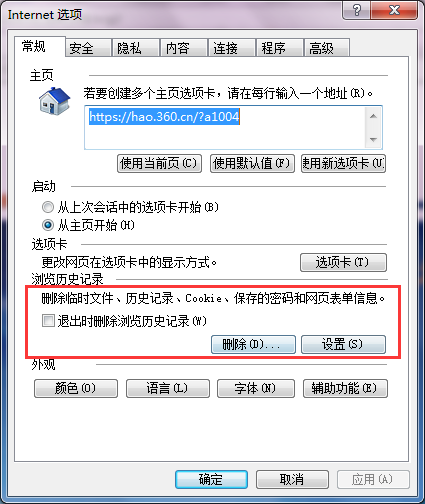 Internet 选项
常规 安全 隐私 内容 连接 程序 高级
主页
若要创建多个主页选项卡，请在每行输入一个地址(R)。
https://hao.360.cn/?a1004
使用当前页(C) 使用默认值(F) 使用新选项卡(U)
启动
从上次会话中的选项卡开始(B)
从主页开始(H)
选项卡
更改网页在选项卡中的显示方式。 选项卡(T)
浏览历史记录
删除临时文件、历史记录、Cookie、保存的密码和网页表单信息。
退出时删除浏览历史记录(W)
删除(D)... 设置(S)
外观
颜色(O) 语言(L) 字体(N) 辅助功能(E)
确定 取消 应用(A)